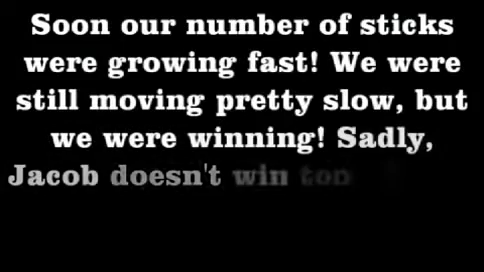 Soon our number of sticks
were growing fast! We were
still moving pretty slow, but
we were winning! Sadly,
Jacob doesn't win